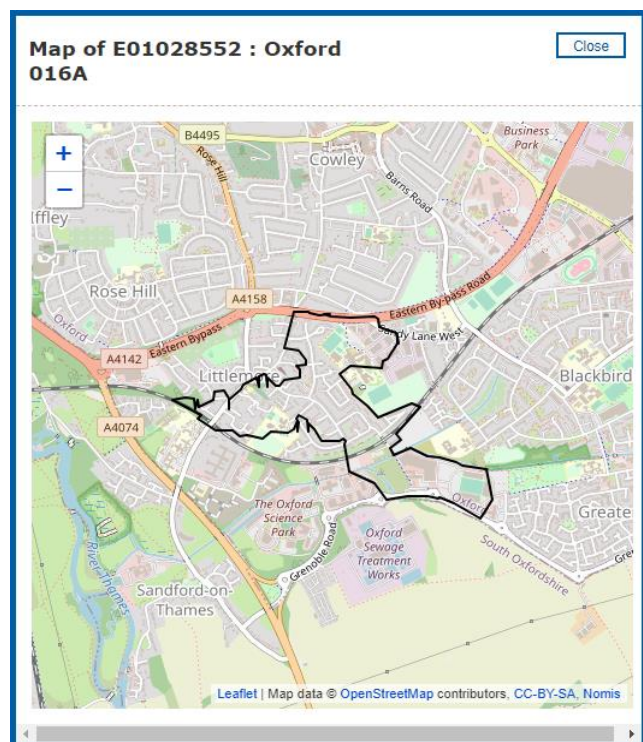 Map of E01028552 : Oxford
016A
Close
+
−
B4495
Rose Hill
Cowley
Barns Road
Business
Park
Iffley
Rose Hill
A4158
Eastern By-pass Road
Oxford
Eastern Bypass
Sandy Lane West
A4142
Littlemore
Blackbird
A4074
The Oxford
Science
Park
Oxford
Greate
Grenoble Road
Oxford
Sewage
Treatment
Works
South Oxfordshire
Gre
River Thames
Sandford-on-
Thames
Leaflet | Map data © OpenStreetMap contributors, CC-BY-SA, Nomis